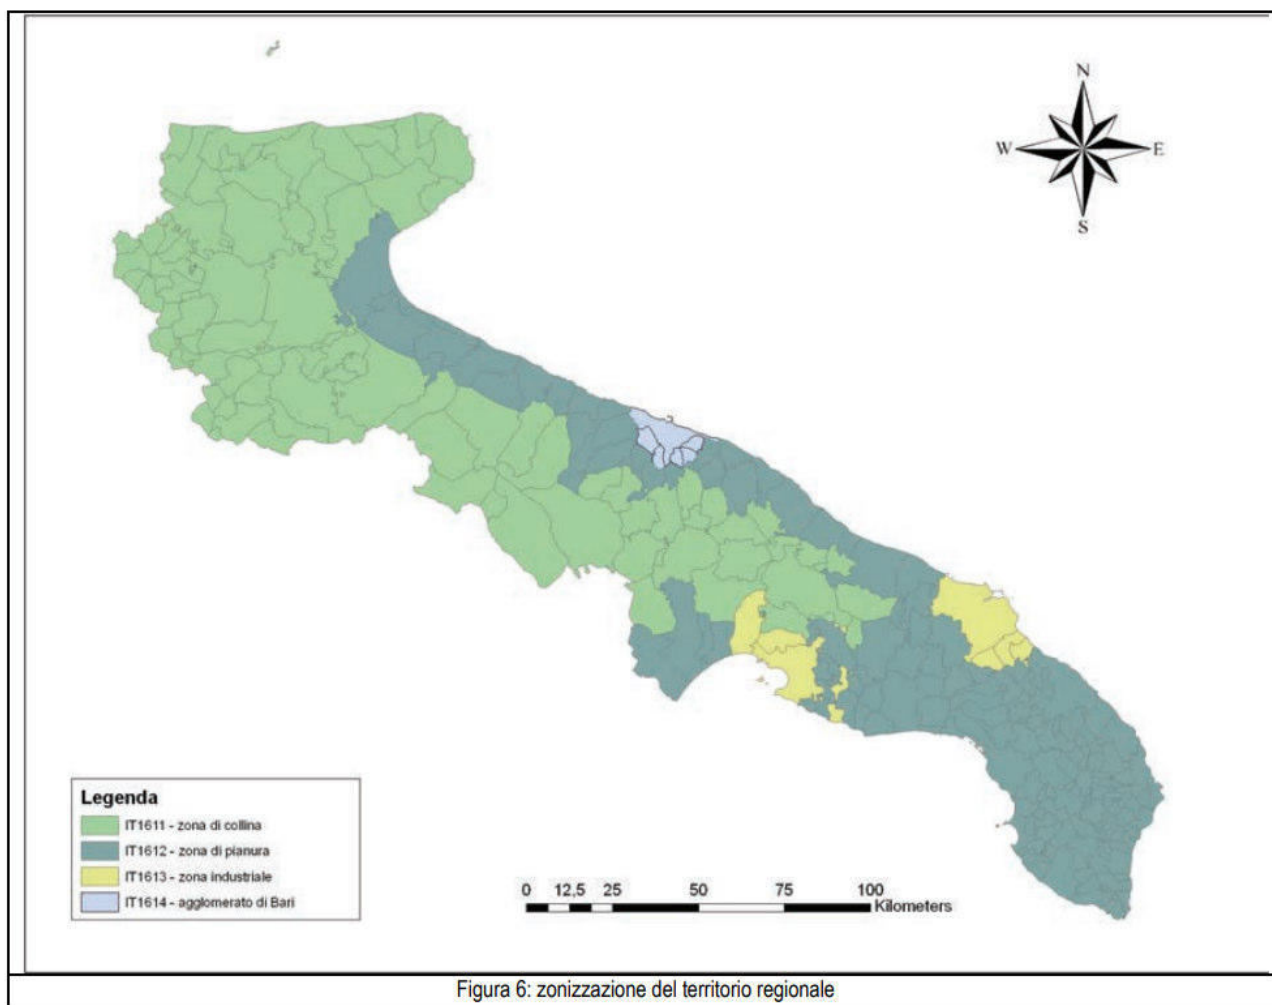 N
W E
S
Legenda
IT1611 - zona di collina
IT1612 - zona di pianura
IT1613 - zona industriale
IT1614 - agglomerato di Bari
0 12,5 25 50 75 100
Kilometers
Figura 6: zonizzazione del territorio regionale